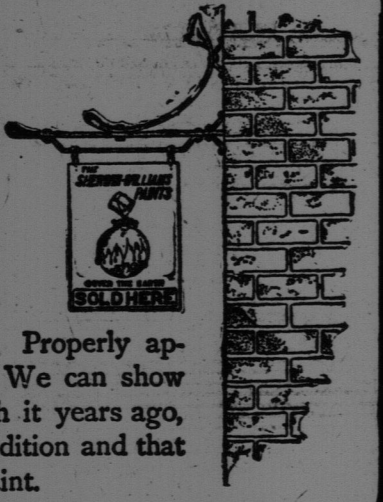 THE
SHERWIN-WILLIAMS
PAINTS
COVER THE EARTH
SOLD HERE
Properly ap-
We can show
h it years ago,
dition and that
int.